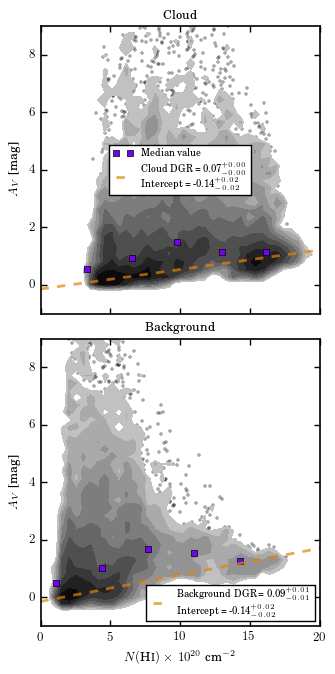 Cloud
8
6
4
2
0
A_V [mag]
Median value
Cloud DGR = 0.07^{+0.00}_{-0.00}
Intercept = -0.14^{+0.02}_{-0.02}
Background
8
6
4
2
0
A_V [mag]
Background DGR = 0.09^{+0.01}_{-0.01}
Intercept = -0.14^{+0.02}_{-0.02}
0 5 10 15 20
N(HI) × 10^{20} cm^{-2}